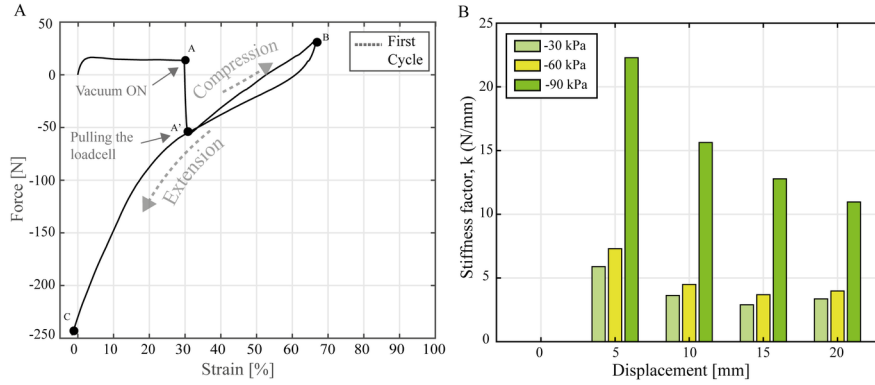 A
50
0
-50
-100
-150
-200
-250
Force [N]
0
10
20
30
40
50
60
70
80
90
100
Strain [%]
A
B
A'
C
Vacuum ON
Pulling the
loadcell
Compression
Extension
First
Cycle
B
25
20
15
10
5
0
Stiffness factor, k (N/mm)
-30 kPa
-60 kPa
-90 kPa
0
5
10
15
20
Displacement [mm]